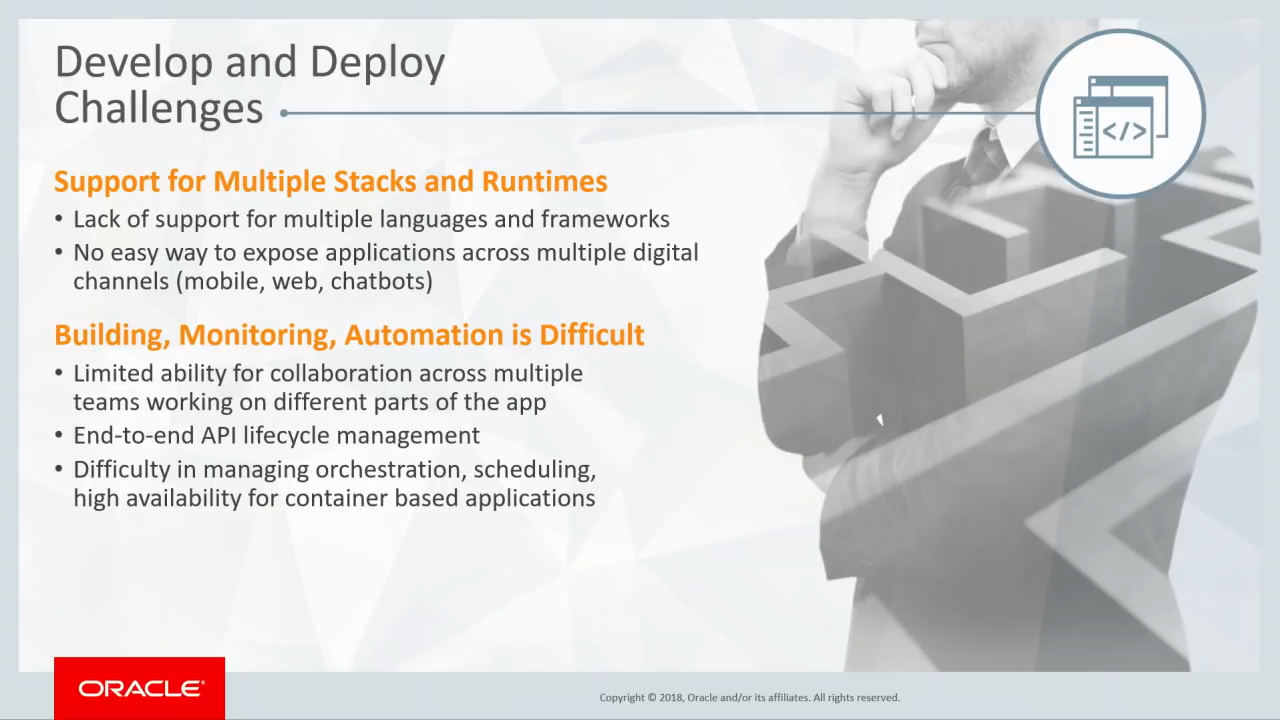 Develop and Deploy
Challenges
</>
Support for Multiple Stacks and Runtimes
• Lack of support for multiple languages and frameworks
• No easy way to expose applications across multiple digital
channels (mobile, web, chatbots)
Building, Monitoring, Automation is Difficult
• Limited ability for collaboration across multiple
teams working on different parts of the app
• End-to-end API lifecycle management
• Difficulty in managing orchestration, scheduling,
high availability for container based applications
ORACLE®
Copyright © 2018, Oracle and/or its affiliates. All rights reserved.